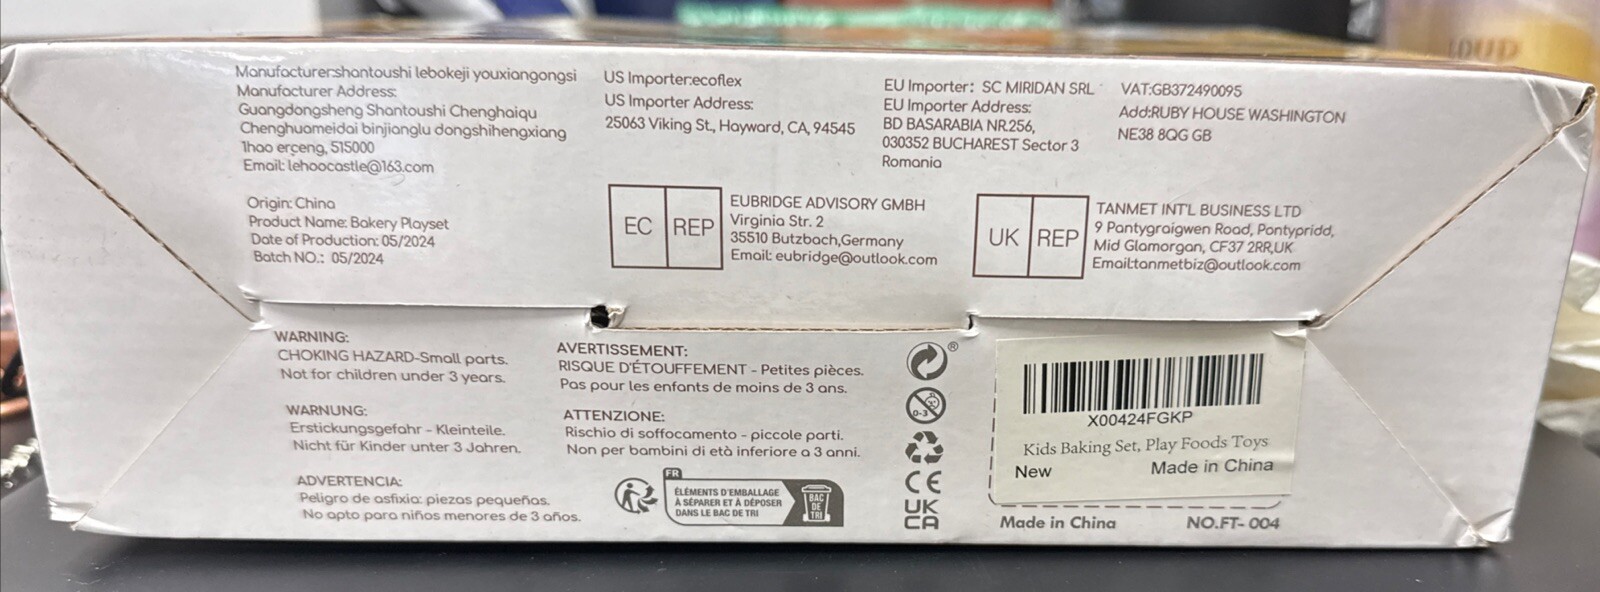 Manufacturer:shantoushi lebokeji youxiangongsi
Manufacturer Address:
Guangdongsheng Shantoushi Chenghaiqu
Chenghuameidai binjianglu dongshihengxiang
1hao erceng, 515000
Email: lehoocastle@163.com
Origin: China
Product Name: Bakery Playset
Date of Production: 05/2024
Batch NO.: 05/2024
US Importer:ecoflex
US Importer Address:
25063 Viking St., Hayward, CA, 94545
EU Importer: SC MIRIDAN SRL
EU Importer Address:
BD BASARABIA NR.256,
030352 BUCHAREST Sector 3
Romania
VAT:GB372490095
Add:RUBY HOUSE WASHINGTON
NE38 8QG GB
EC REP
EUBRIDGE ADVISORY GMBH
Virginia Str. 2
35510 Butzbach,Germany
Email: eubridge@outlook.com
UK REP
TANMET INT'L BUSINESS LTD
9 Pantygraigwen Road, Pontypridd,
Mid Glamorgan, CF37 2RR,UK
Email:tanmetbiz@outlook.com
WARNING:
CHOKING HAZARD-Small parts.
Not for children under 3 years.
WARNUNG:
Erstickungsgefahr - Kleinteile.
Nicht für Kinder unter 3 Jahren.
ADVERTENCIA:
Peligro de asfixia: piezas pequeñas.
No apto para niños menores de 3 años.
AVERTISSEMENT:
RISQUE D'ÉTOUFFEMENT - Petites pièces.
Pas pour les enfants de moins de 3 ans.
ATTENZIONE:
Rischio di soffocamento - piccole parti.
Non per bambini di età inferiore a 3 anni.
FR
ÉLÉMENTS D'EMBALLAGE
À SÉPARER ET À DÉPOSER
DANS LE BAC DE TRI
BAC
DE
TRI
®
0-3
CE
UK
CA
X00424FGKP
Kids Baking Set, Play Foods Toys
New
Made in China
Made in China
NO.FT- 004